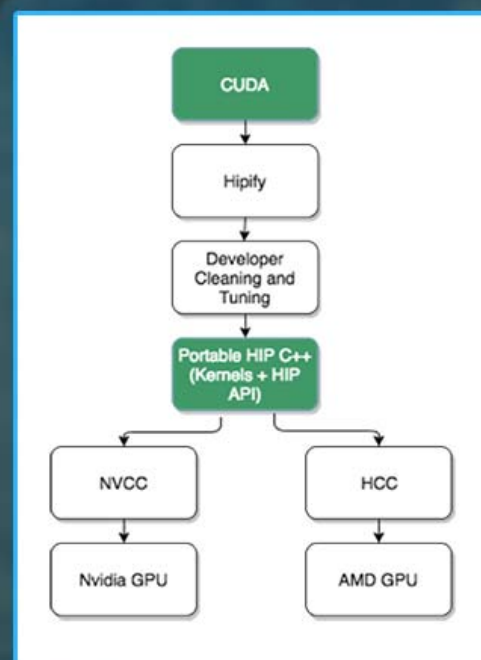 CUDA
Hipify
Developer
Cleaning and
Tuning
Portable HIP C++
(Kernels + HIP
API)
NVCC
HCC
Nvidia GPU
AMD GPU